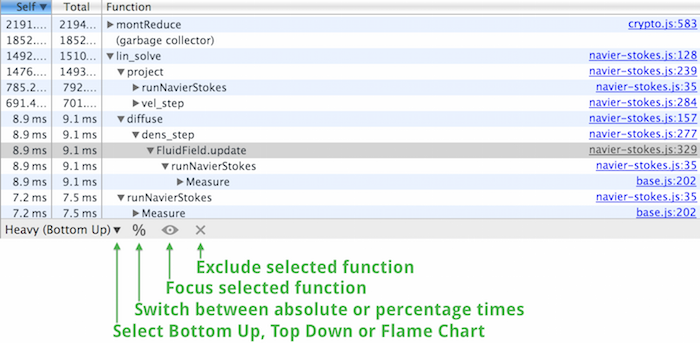 Self ▼ Total Function
2191.... 2194... ▶montReduce crypto.js:583
1852.... 1852... (garbage collector)
1492.... 1510... ▼lin_solve navier-stokes.js:128
1476.... 1493... ▼project navier-stokes.js:239
785.2... 792.... ▶runNavierStokes navier-stokes.js:35
691.4... 701.... ▶vel_step navier-stokes.js:284
8.9 ms 9.1 ms ▼diffuse navier-stokes.js:157
8.9 ms 9.1 ms ▼dens_step navier-stokes.js:277
8.9 ms 9.1 ms ▼FluidField.update navier-stokes.js:329
8.9 ms 9.1 ms ▼runNavierStokes navier-stokes.js:35
8.9 ms 9.1 ms ▶Measure base.js:202
7.2 ms 7.5 ms ▼runNavierStokes navier-stokes.js:35
7.2 ms 7.5 ms ▶Measure base.js:202
Heavy (Bottom Up) ▼ %
Exclude selected function
Focus selected function
Switch between absolute or percentage times
Select Bottom Up, Top Down or Flame Chart